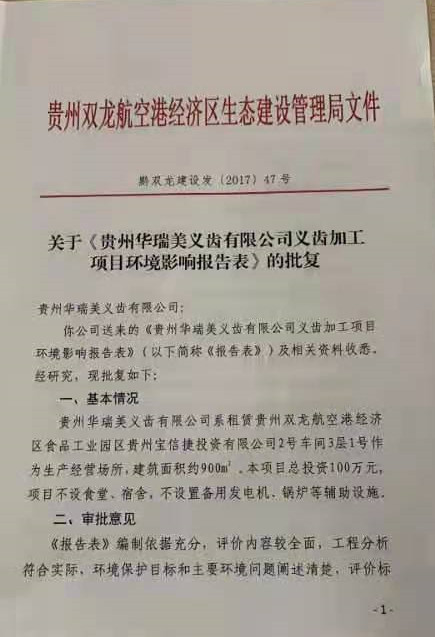 贵州双龙航空港经济区生态建设管理局文件
黔双龙建设发〔2017〕47号
关于《贵州华瑞美义齿有限公司义齿加工
项目环境影响报告表》的批复
贵州华瑞美义齿有限公司：
你公司送来的《贵州华瑞美义齿有限公司义齿加工项目
环境影响报告表》（以下简称《报告表》）及相关资料收悉。
经研究，现批复如下：
一、基本情况
贵州华瑞美义齿有限公司系租赁贵州双龙航空港经济
区食品工业园区贵州宝信捷投资有限公司2号车间3层1号作
为生产经营场所，建筑面积约900㎡。本项目总投资100万元，
项目不设食堂、宿舍，不设置备用发电机、锅炉等辅助设施。
二、审批意见
《报告表》编制依据充分，评价内容较全面，工程分析
符合实际，环境保护目标和主要环境问题阐述清楚，评价标
-1-